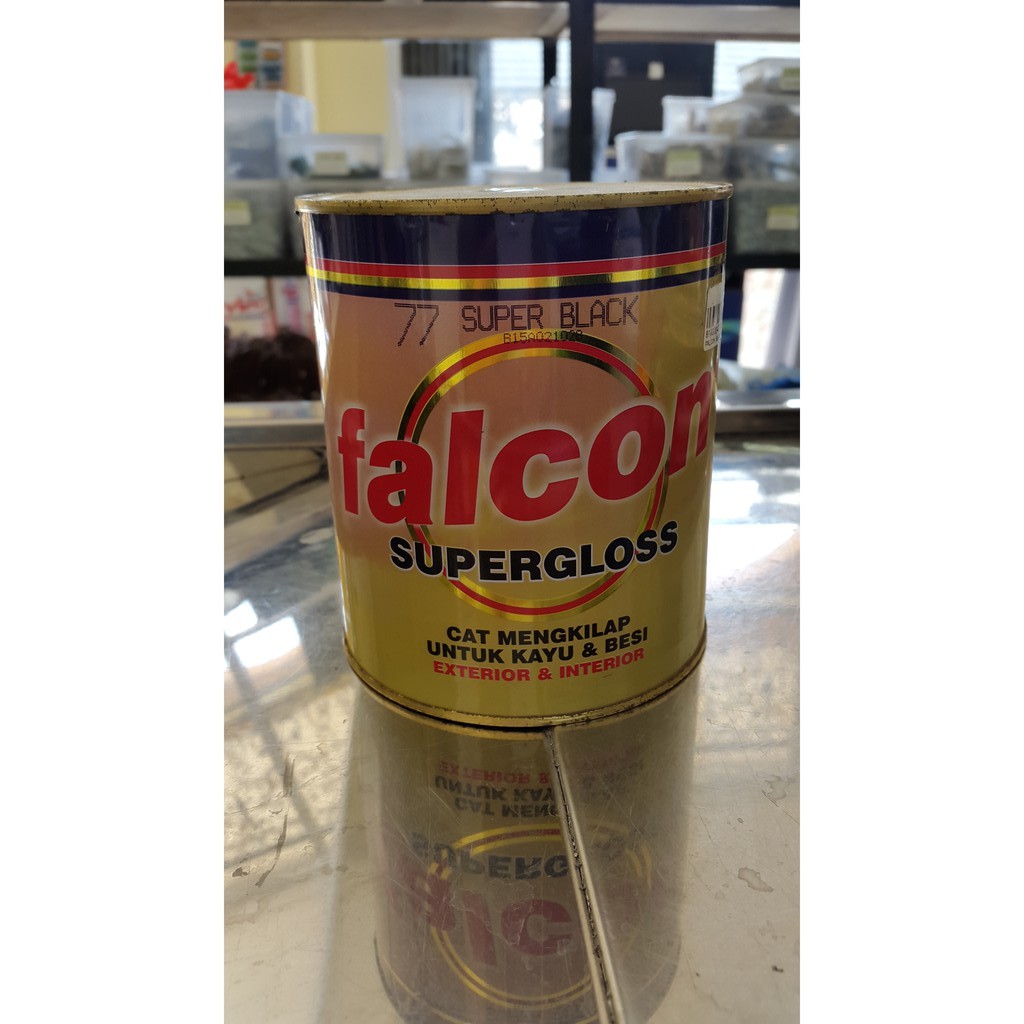 77 SUPER BLACK
falcon
SUPERGLOSS
CAT MENGKILAP
UNTUK KAYU & BESI
EXTERIOR & INTERIOR